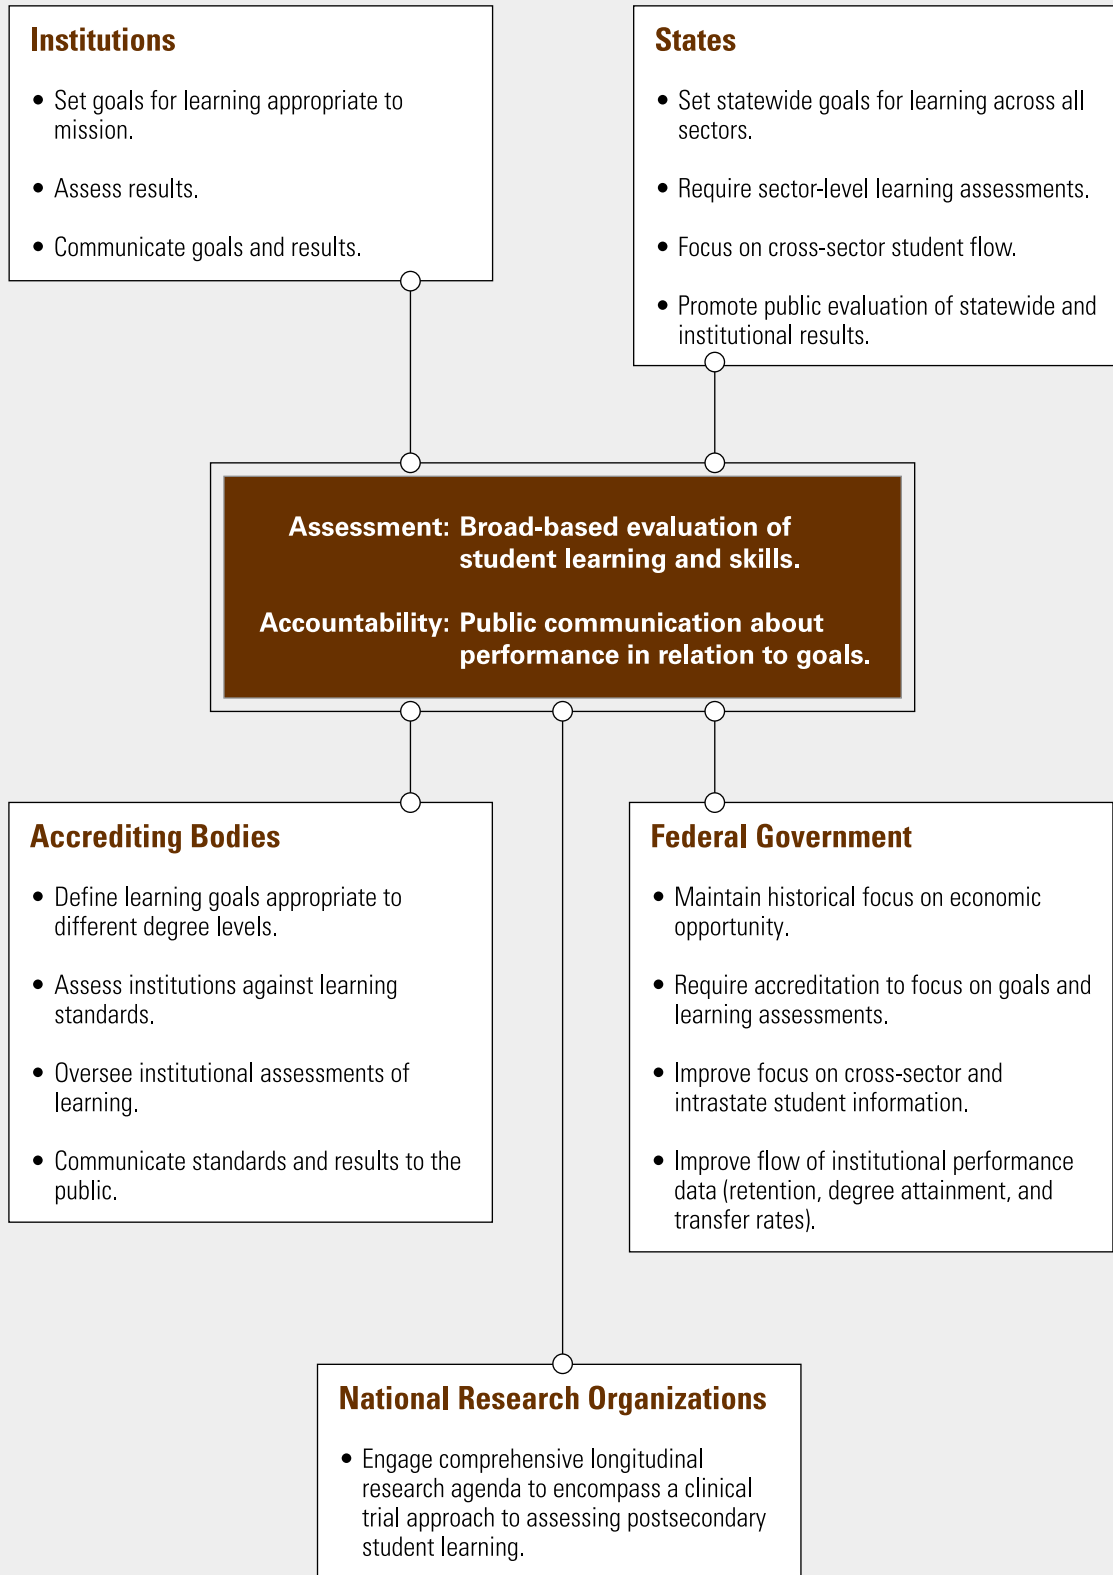 Institutions
• Set goals for learning appropriate to
mission.
• Assess results.
• Communicate goals and results.
States
• Set statewide goals for learning across all
sectors.
• Require sector-level learning assessments.
• Focus on cross-sector student flow.
• Promote public evaluation of statewide and
institutional results.
Assessment: Broad-based evaluation of
student learning and skills.
Accountability: Public communication about
performance in relation to goals.
Accrediting Bodies
• Define learning goals appropriate to
different degree levels.
• Assess institutions against learning
standards.
• Oversee institutional assessments of
learning.
• Communicate standards and results to the
public.
Federal Government
• Maintain historical focus on economic
opportunity.
• Require accreditation to focus on goals and
learning assessments.
• Improve focus on cross-sector and
intrastate student information.
• Improve flow of institutional performance
data (retention, degree attainment, and
transfer rates).
National Research Organizations
• Engage comprehensive longitudinal
research agenda to encompass a clinical
trial approach to assessing postsecondary
student learning.